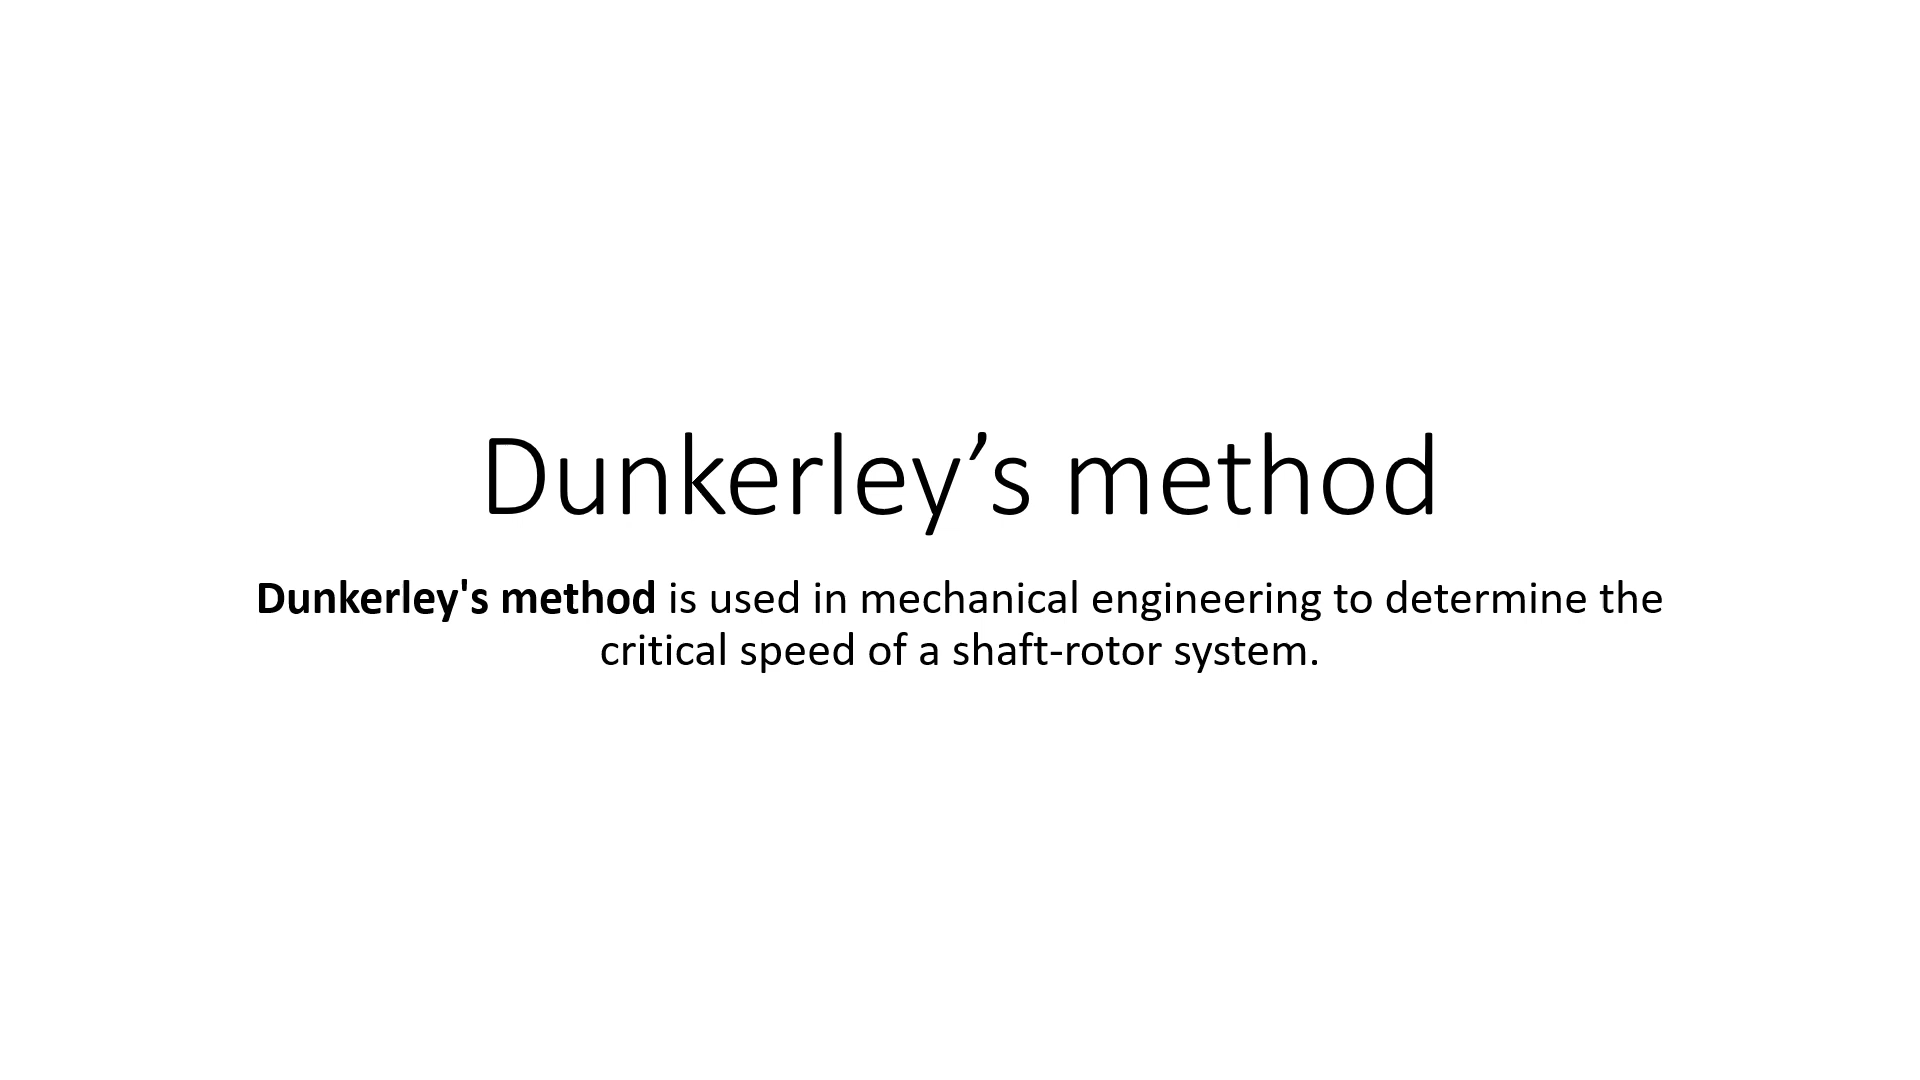 Dunkerley’s method
Dunkerley's method is used in mechanical engineering to determine the
critical speed of a shaft-rotor system.